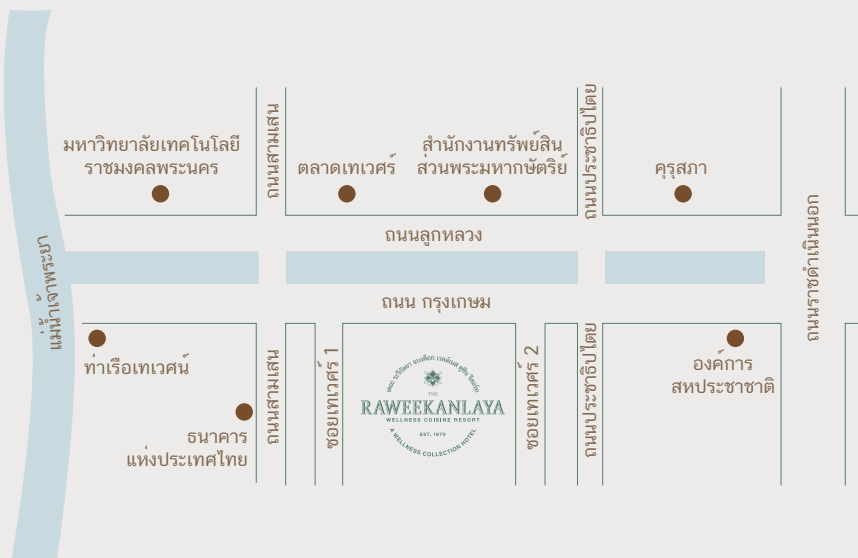 มหาวิทยาลัยเทคโนโลยี
ราชมงคลพระนคร
ถนนสามเสน
ตลาดเทเวศร์
สำนักงานทรัพย์สิน
ส่วนพระมหากษัตริย์
ถนนประชาธิปไตย
คุรุสภา
ถนนลูกหลวง
ถนนราชดำเนินนอก
แม่น้ำเจ้าพระยา
ถนน กรุงเกษม
ท่าเรือเทเวศน์
ธนาคาร
แห่งประเทศไทย
ถนนสามเสน
ซอยเทเวศร์ 1
THE
RAWEEKANLAYA
WELLNESS CUISINE RESORT
EST. 1870
A WELLNESS COLLECTION HOTEL
ซอยเทเวศร์ 2
ถนนประชาธิปไตย
องค์การ
สหประชาชาติ